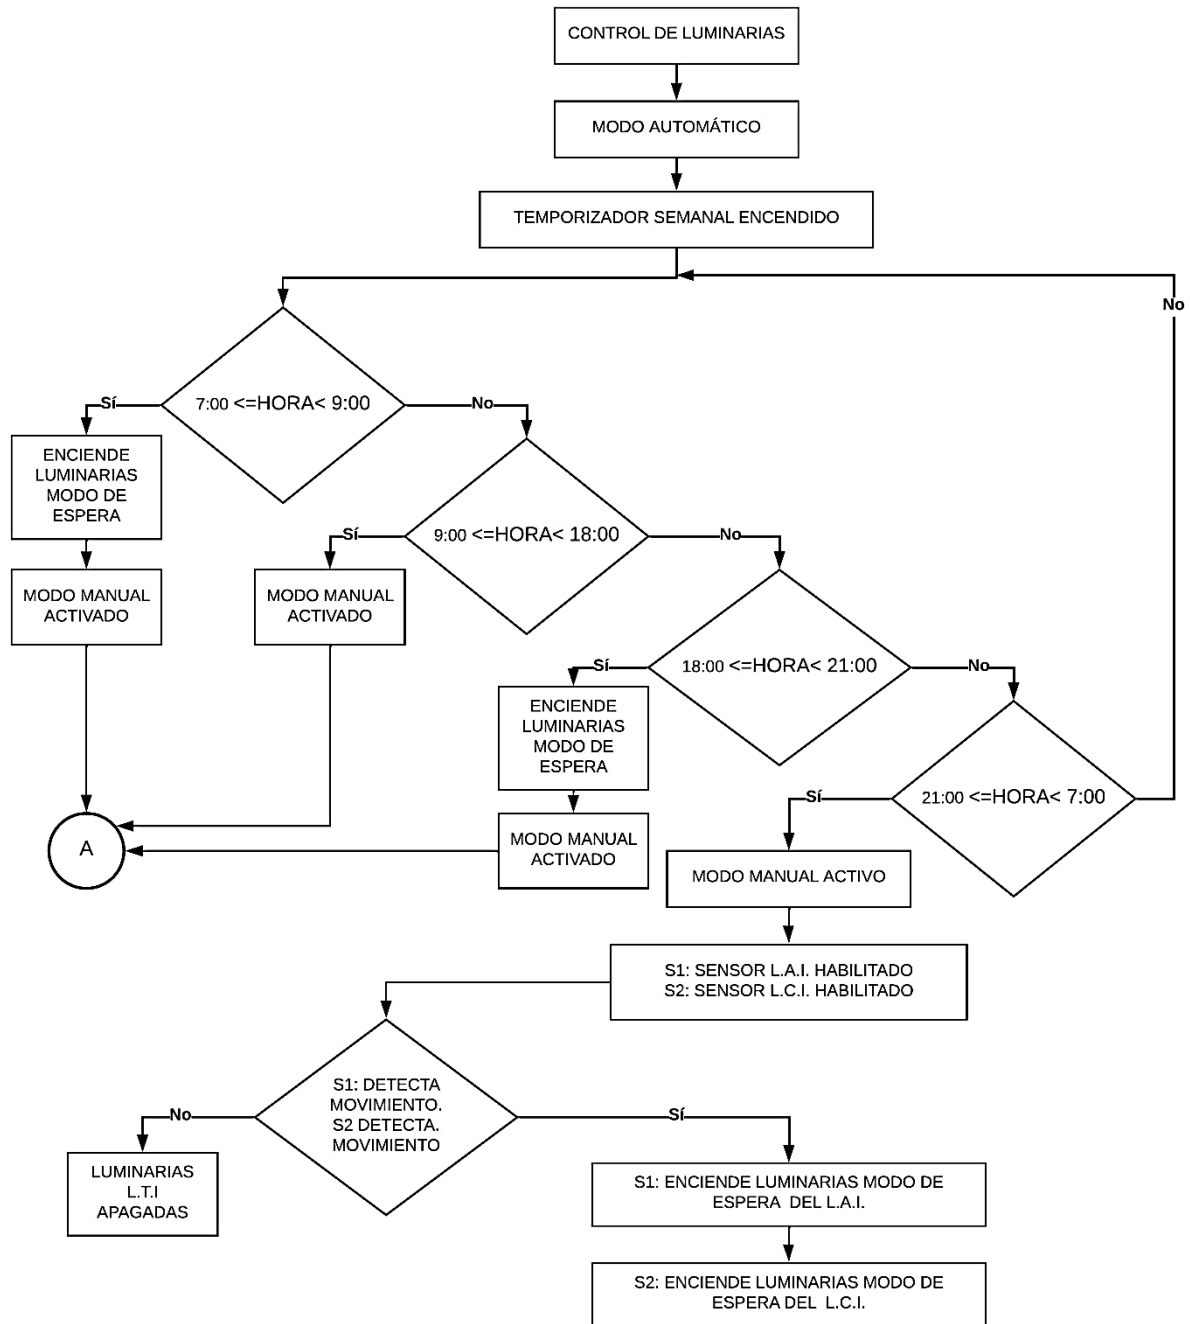 CONTROL DE LUMINARIAS
MODO AUTOMÁTICO
TEMPORIZADOR SEMANAL ENCENDIDO
No
7:00 <=HORA< 9:00
Sí
No
ENCIENDE
LUMINARIAS
MODO DE
ESPERA
9:00 <=HORA< 18:00
Sí
No
MODO MANUAL
ACTIVADO
MODO MANUAL
ACTIVADO
18:00 <=HORA< 21:00
Sí
No
ENCIENDE
LUMINARIAS
MODO DE
ESPERA
21:00 <=HORA< 7:00
Sí
A
MODO MANUAL
ACTIVADO
MODO MANUAL ACTIVO
S1: SENSOR L.A.I. HABILITADO
S2: SENSOR L.C.I. HABILITADO
S1: DETECTA
MOVIMIENTO.
S2 DETECTA.
MOVIMIENTO
No
Sí
LUMINARIAS
L.T.I
APAGADAS
S1: ENCIENDE LUMINARIAS MODO DE
ESPERA DEL L.A.I.
S2: ENCIENDE LUMINARIAS MODO DE
ESPERA DEL L.C.I.